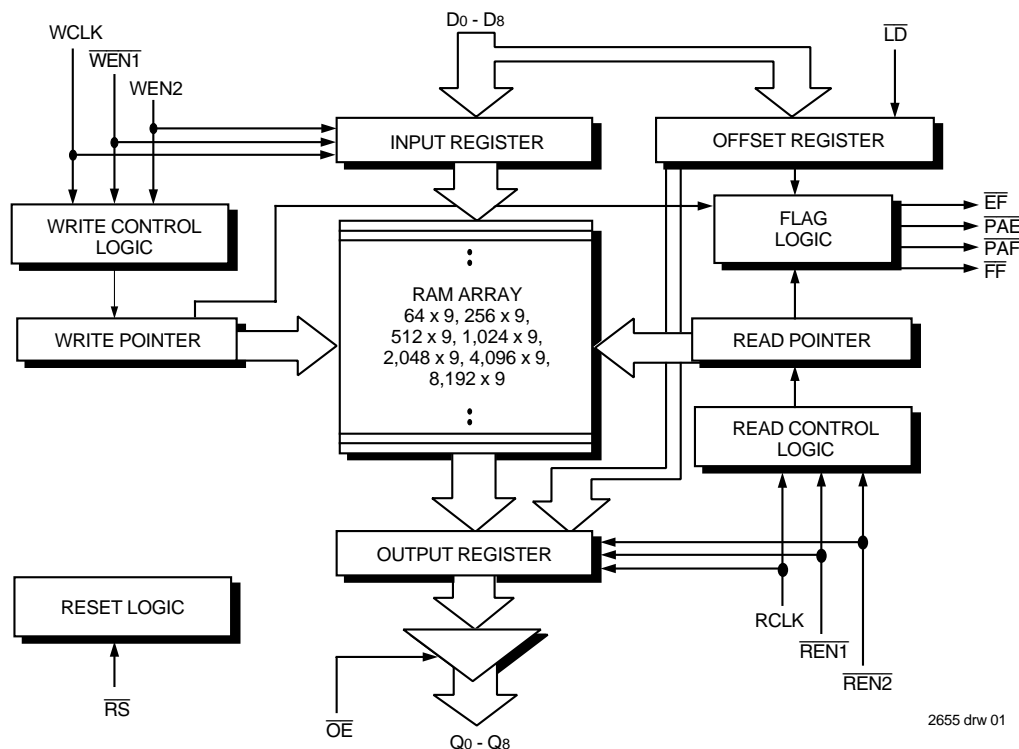 WCLK
WEN1
WEN2
D0 - D8
LD
INPUT REGISTER
OFFSET REGISTER
WRITE CONTROL
LOGIC
FLAG
LOGIC
EF
PAE
PAF
FF
WRITE POINTER
RAM ARRAY
64 x 9, 256 x 9,
512 x 9, 1,024 x 9,
2,048 x 9, 4,096 x 9,
8,192 x 9
READ POINTER
READ CONTROL
LOGIC
OUTPUT REGISTER
RESET LOGIC
RCLK
REN1
REN2
RS
OE
Q0 - Q8
2655 drw 01